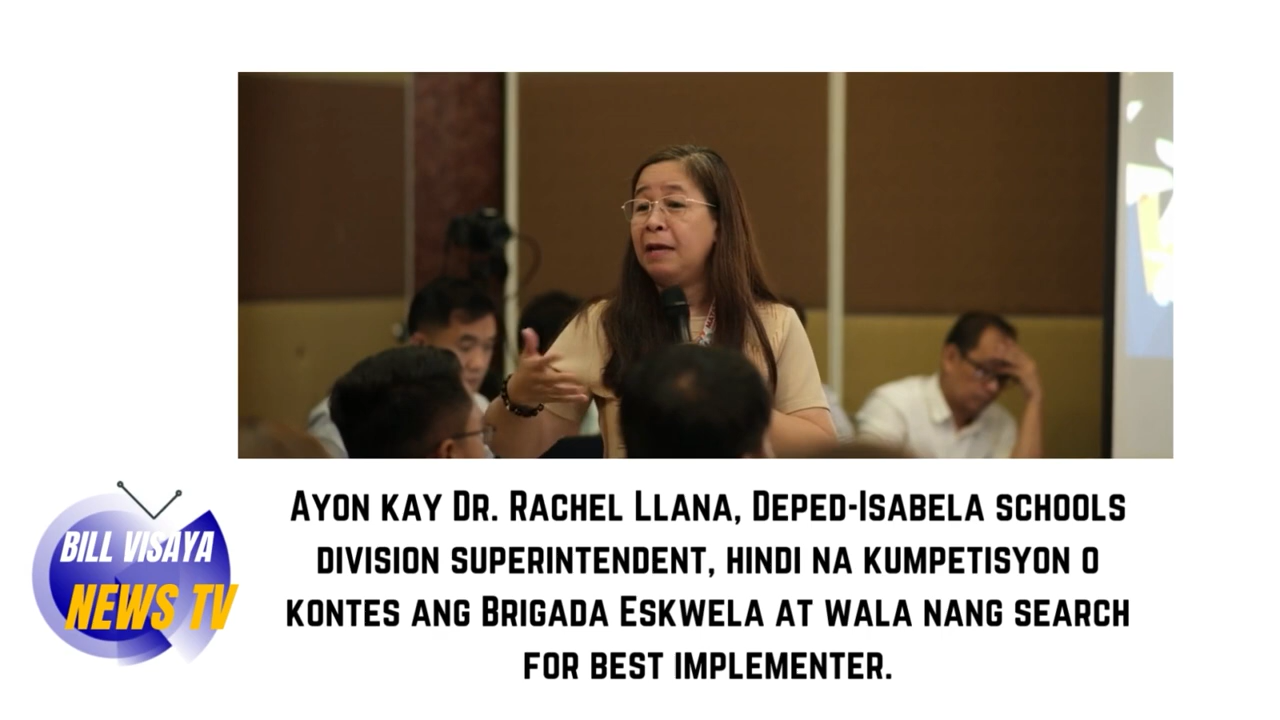 Ayon kay Dr. Rachel Llana, Deped-Isabela schools
division superintendent, hindi na kumpetisyon o
kontes ang Brigada Eskwela at wala nang search
for best implementer.
BILL VISAYA
NEWS TV